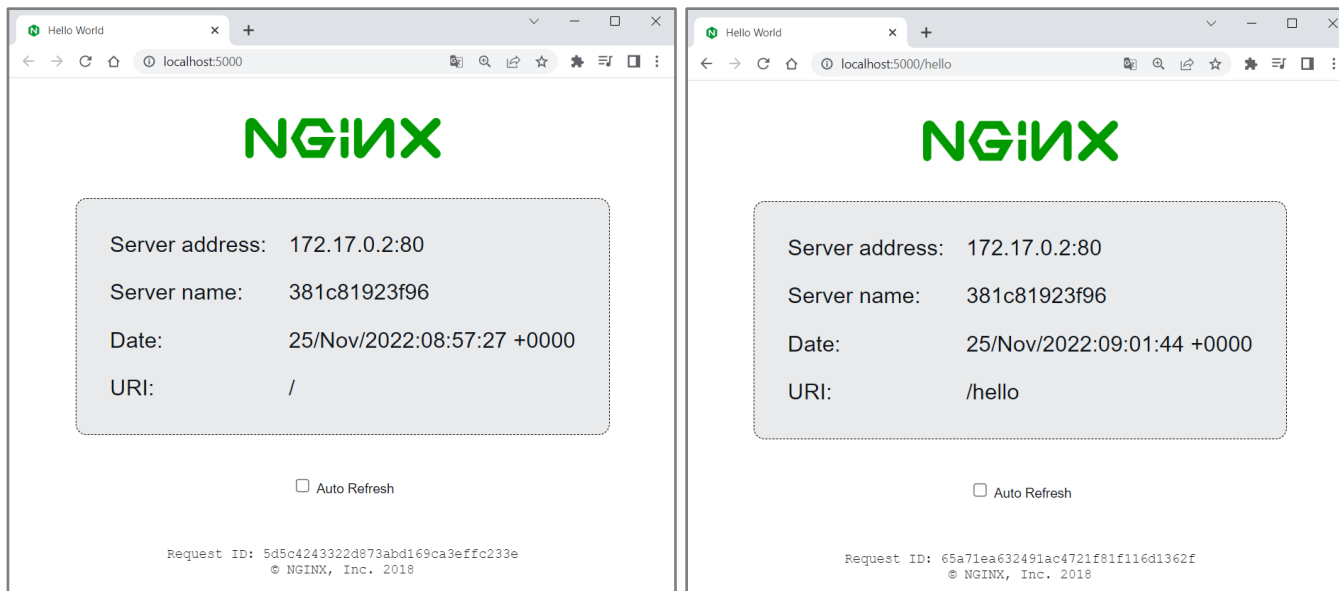 Hello World
localhost:5000
NGINX
Server address: 172.17.0.2:80
Server name: 381c81923f96
Date: 25/Nov/2022:08:57:27 +0000
URI: /
Auto Refresh
Request ID: 5d5c4243322d873abd169ca3effc233e
© NGINX, Inc. 2018
Hello World
localhost:5000/hello
NGINX
Server address: 172.17.0.2:80
Server name: 381c81923f96
Date: 25/Nov/2022:09:01:44 +0000
URI: /hello
Auto Refresh
Request ID: 65a71ea632491ac4721f81f116d1362f
© NGINX, Inc. 2018